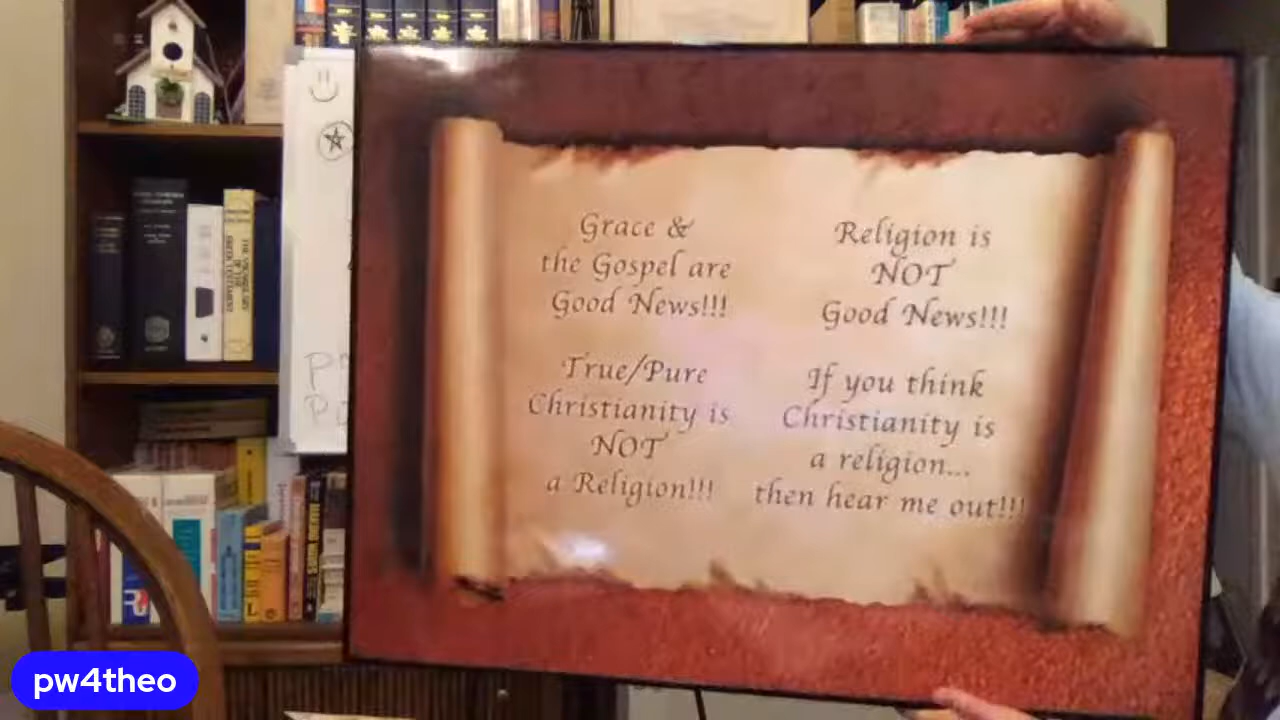 Grace &
the Gospel are
Good News!!!
True/Pure
Christianity is
NOT
a Religion!!!
Religion is
NOT
Good News!!!
If you think
Christianity is
a religion...
then hear me out!!!
pw4theo